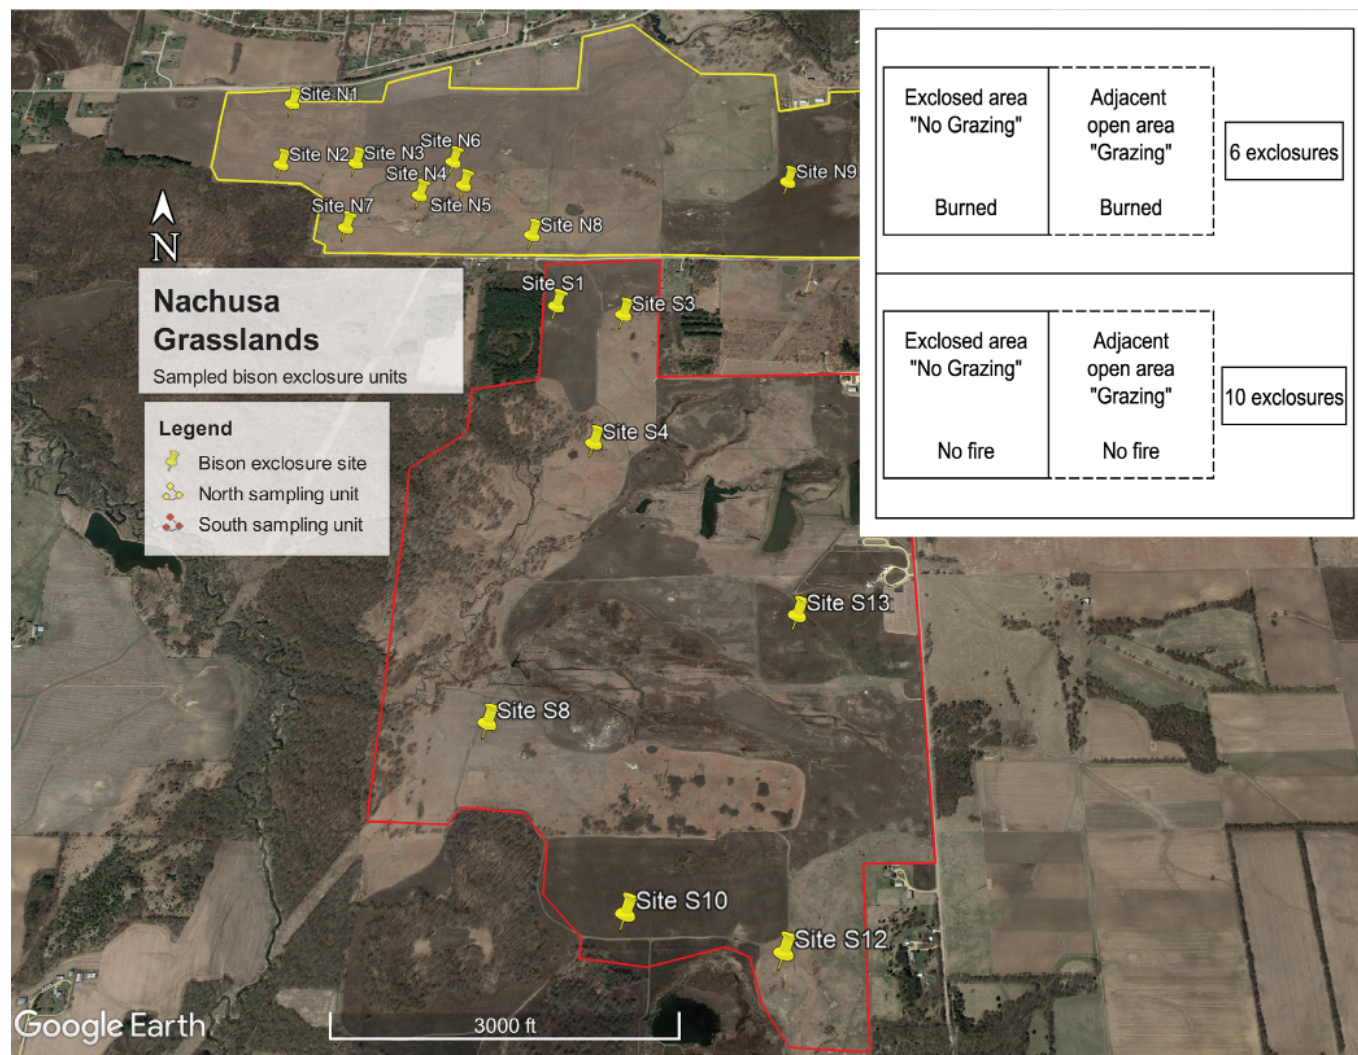 Site N1
Site N6
Site N2
Site N3
Site N4
Site N9
Site N7
Site N5
Site N8
N
Site S1
Site S3
Nachusa
Grasslands
Sampled bison exclosure units
Legend
Bison exclosure site
North sampling unit
South sampling unit
Site S4
Site S13
Site S8
Site S10
Site S12
Google Earth
3000 ft
Exclosed area
"No Grazing"
Burned
Adjacent
open area
"Grazing"
Burned
6 exclosures
Exclosed area
"No Grazing"
No fire
Adjacent
open area
"Grazing"
No fire
10 exclosures